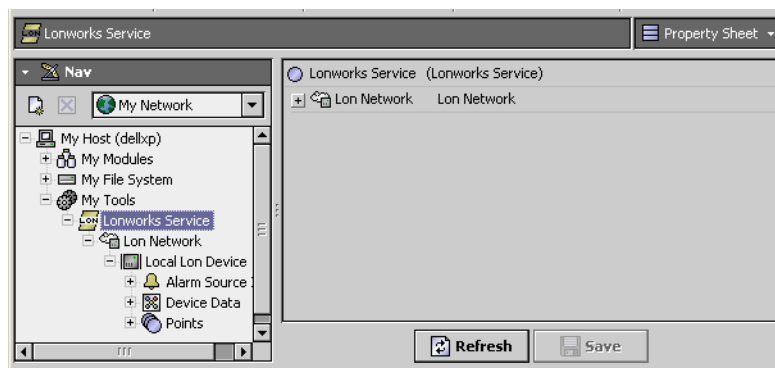 Lonworks Service
Property Sheet
Nav
My Network
My Host (dellxp)
My Modules
My File System
My Tools
LON Lonworks Service
Lon Network
Local Lon Device
Alarm Source
Device Data
Points
Lonworks Service (Lonworks Service)
Lon Network Lon Network
Refresh
Save